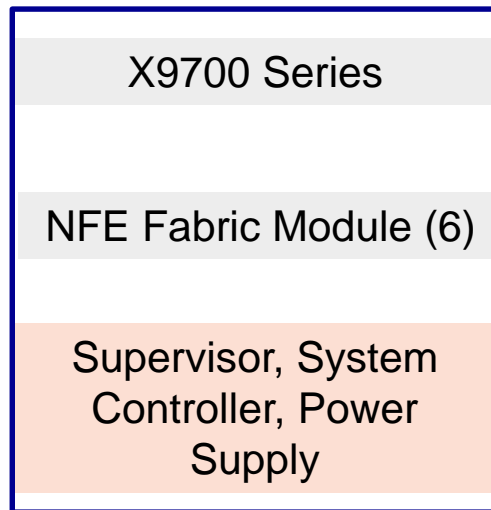 X9700 Series
NFE Fabric Module (6)
Supervisor, System
Controller, Power
Supply